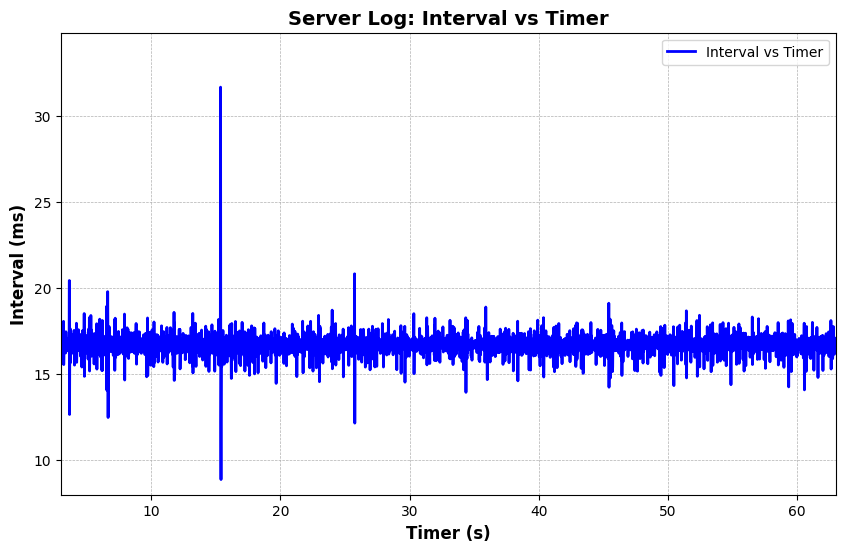 Server Log: Interval vs Timer
Interval vs Timer
30
25
20
15
10
Interval (ms)
10 20 30 40 50 60
Timer (s)